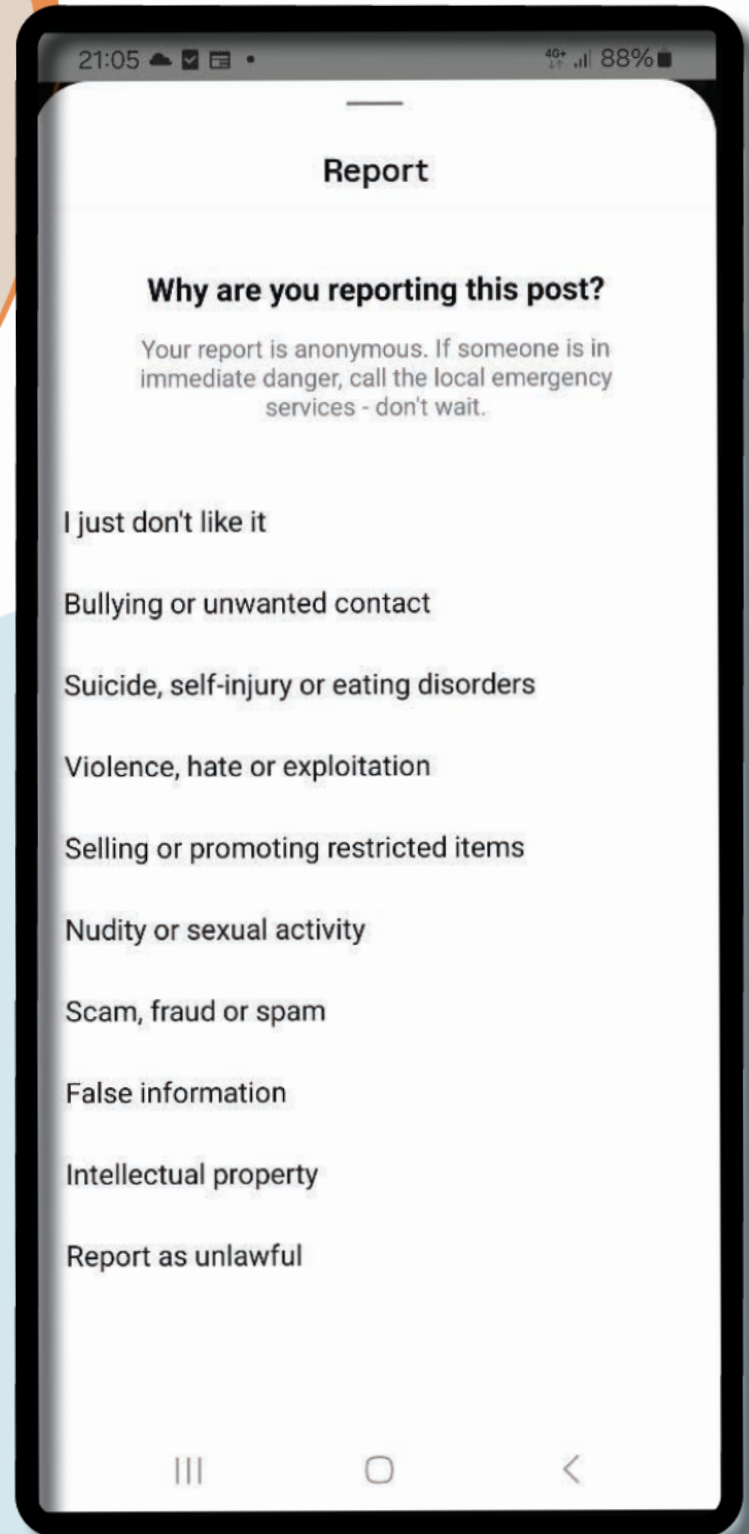 21:05
4G+ 88%
Report
Why are you reporting this post?
Your report is anonymous. If someone is in
immediate danger, call the local emergency
services - don't wait.
I just don't like it
Bullying or unwanted contact
Suicide, self-injury or eating disorders
Violence, hate or exploitation
Selling or promoting restricted items
Nudity or sexual activity
Scam, fraud or spam
False information
Intellectual property
Report as unlawful